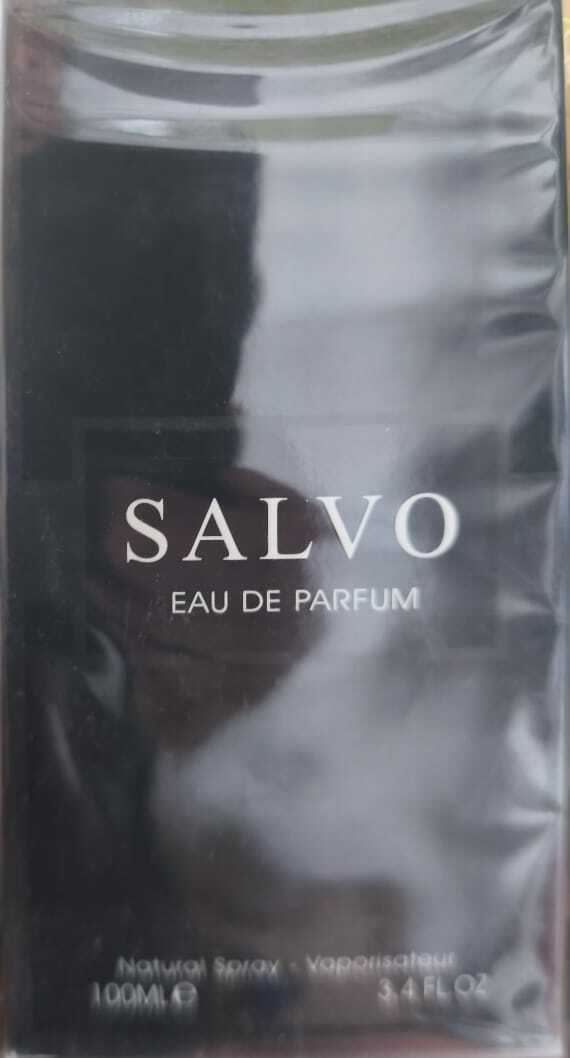 SALVO
EAU DE PARFUM
Natural Spray - Vaporisateur
100ML ℮ 3.4 FL OZ